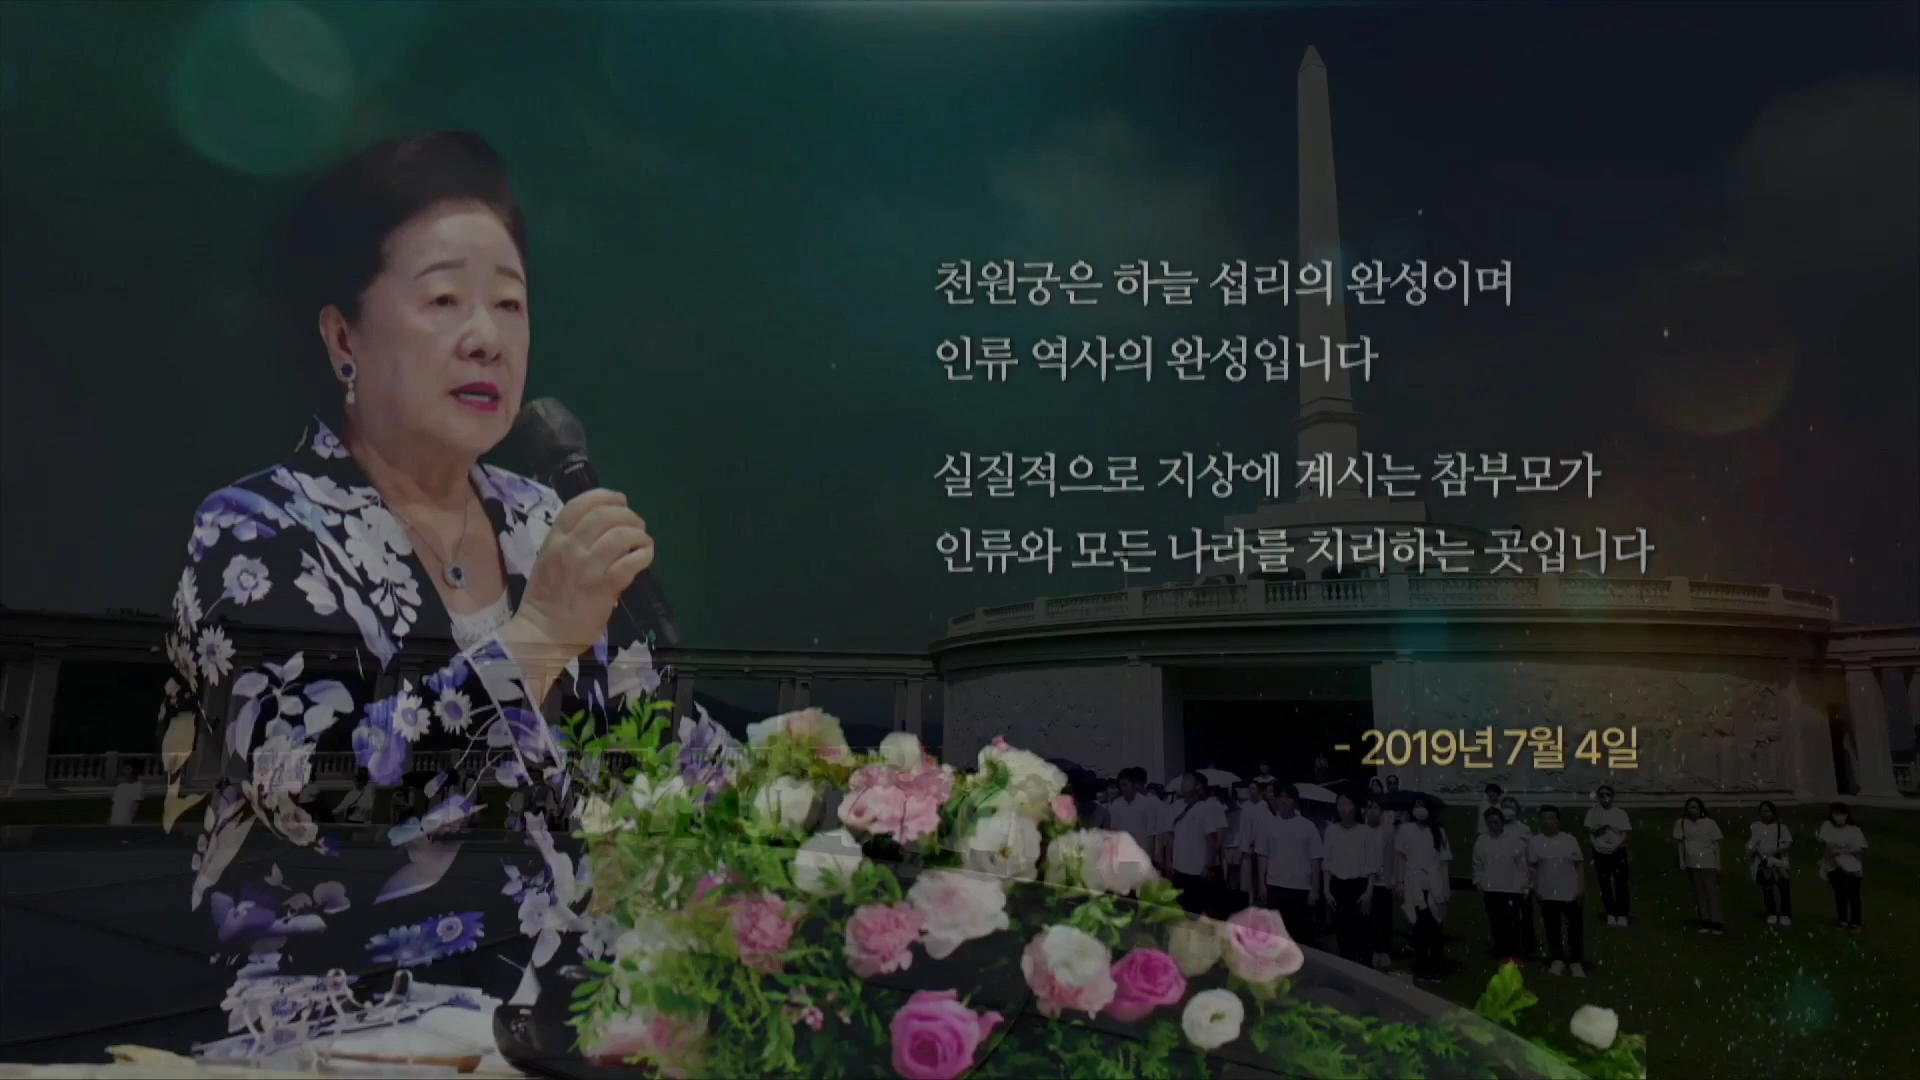 천원궁은 하늘 섭리의 완성이며
인류 역사의 완성입니다
실질적으로 지상에 계시는 참부모가
인류와 모든 나라를 치리하는 곳입니다
- 2019년 7월 4일